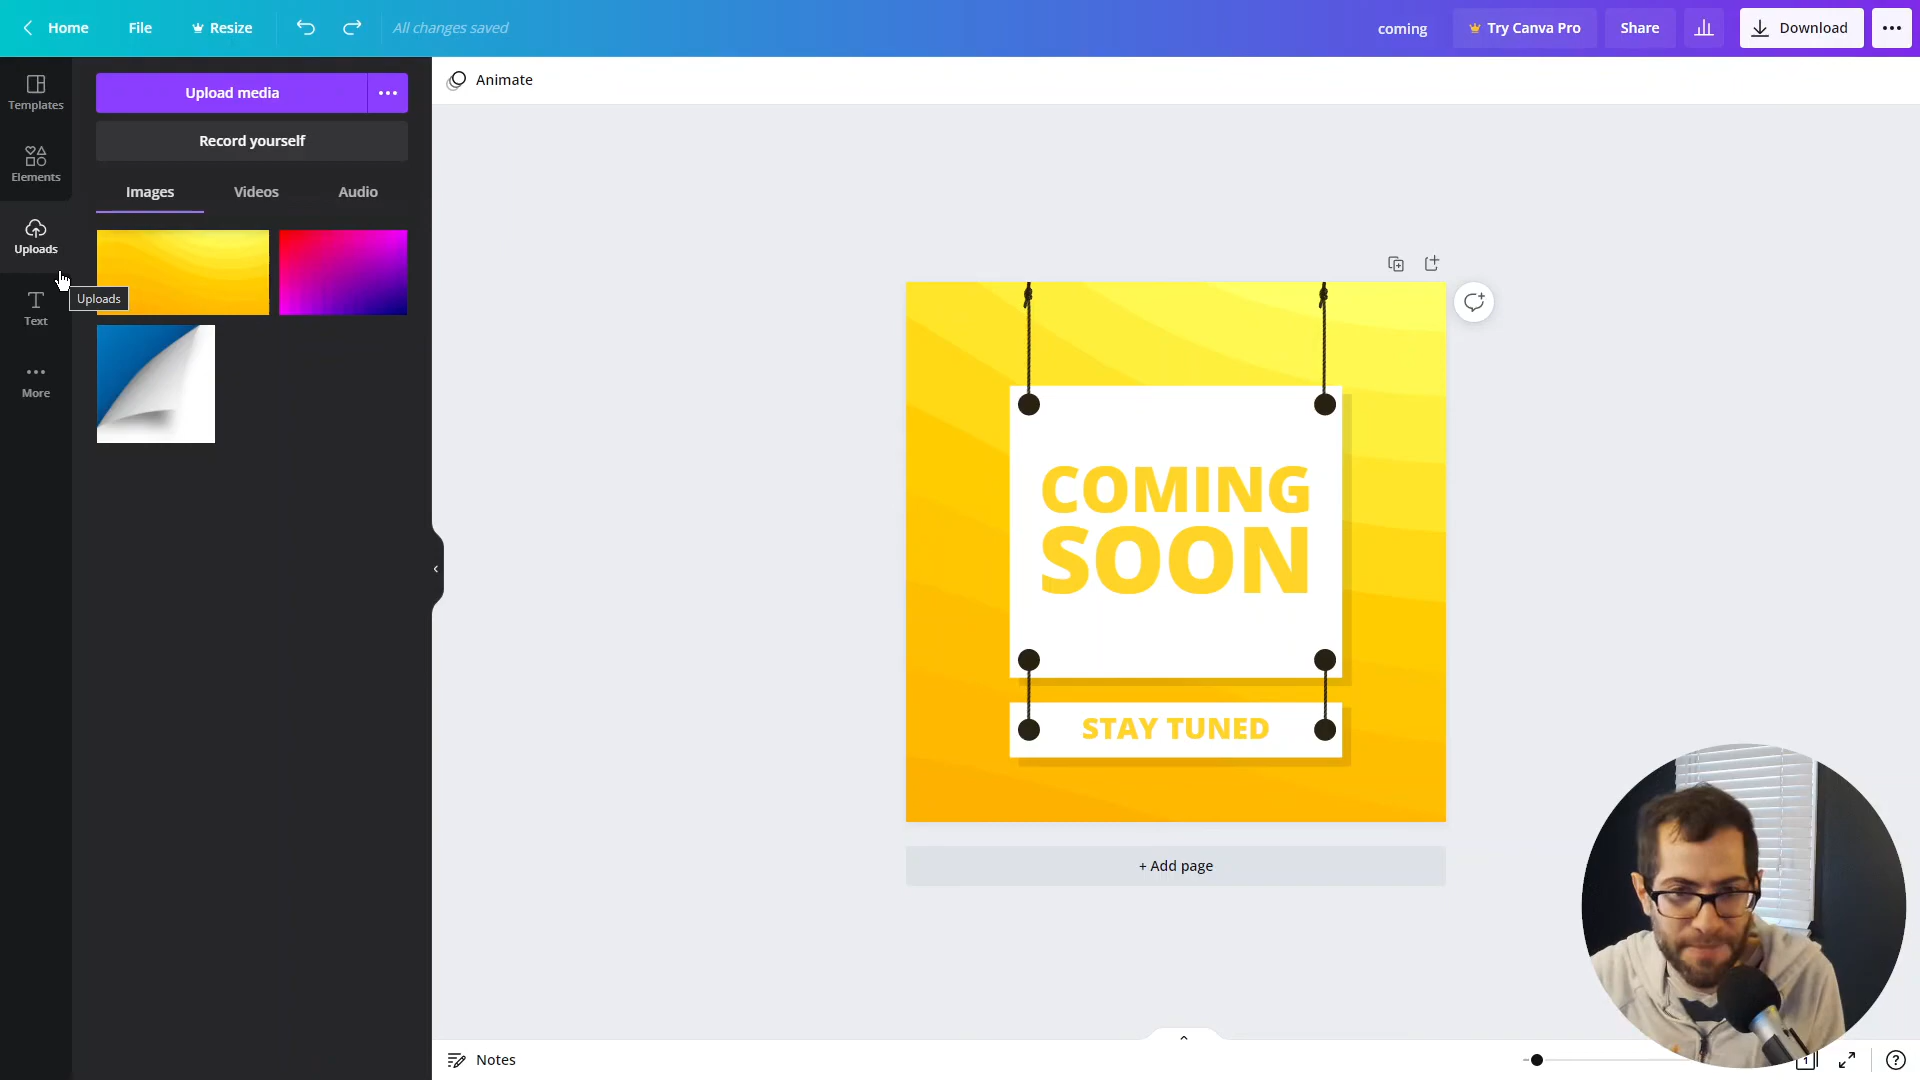 Home File Resize All changes saved coming Try Canva Pro Share Download
Templates
Elements
Uploads
Text
More
Upload media
Record yourself
Images Videos Audio
Uploads
Animate
COMING
SOON
STAY TUNED
+ Add page
Notes
1